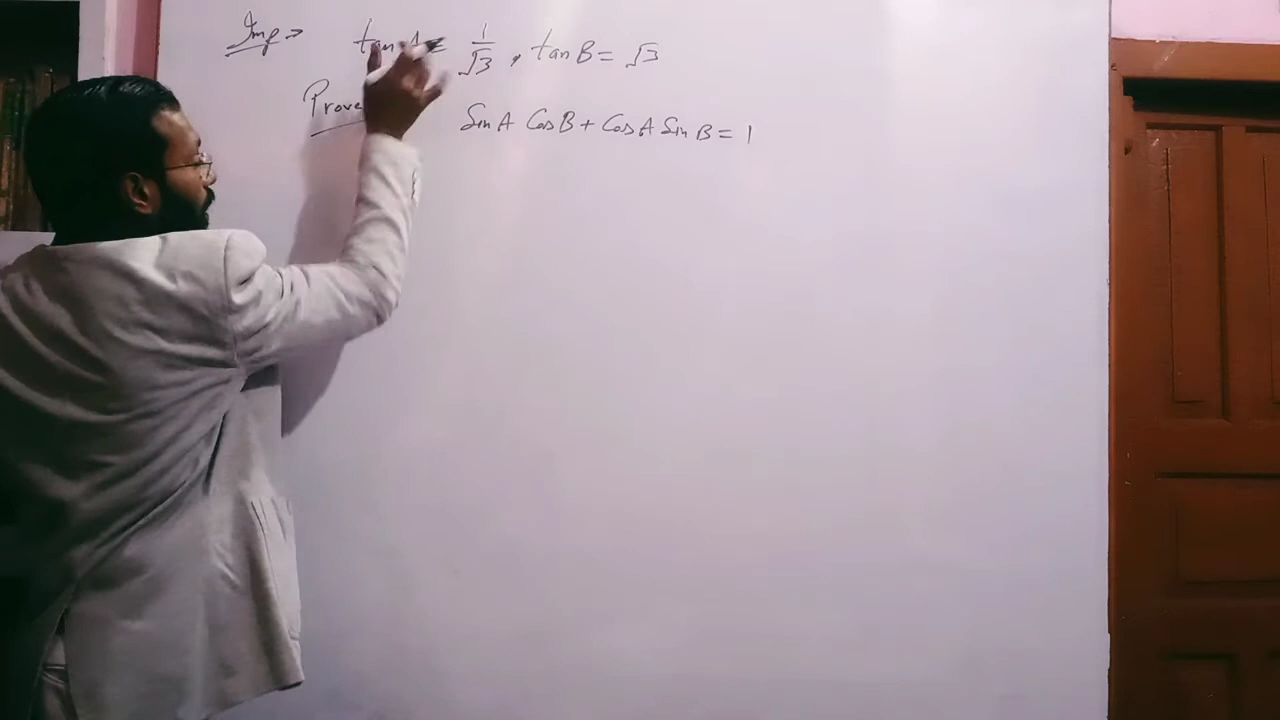 Imp → tan A = 1/√3, tan B = √3
Prove Sin A Cos B + Cos A Sin B = 1